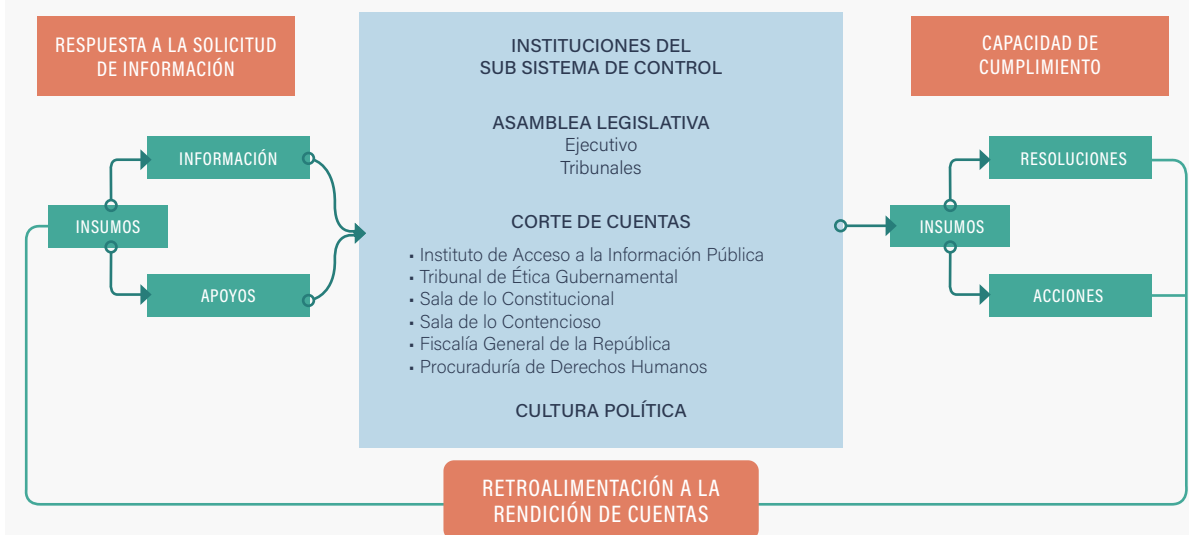 RESPUESTA A LA SOLICITUD
DE INFORMACIÓN
INFORMACIÓN
INSUMOS
APOYOS
INSTITUCIONES DEL
SUB SISTEMA DE CONTROL
ASAMBLEA LEGISLATIVA
Ejecutivo
Tribunales
CORTE DE CUENTAS
▪ Instituto de Acceso a la Información Pública
▪ Tribunal de Ética Gubernamental
▪ Sala de lo Constitucional
▪ Sala de lo Contencioso
▪ Fiscalía General de la República
▪ Procuraduría de Derechos Humanos
CULTURA POLÍTICA
CAPACIDAD DE
CUMPLIMIENTO
RESOLUCIONES
INSUMOS
ACCIONES
RETROALIMENTACIÓN A LA
RENDICIÓN DE CUENTAS